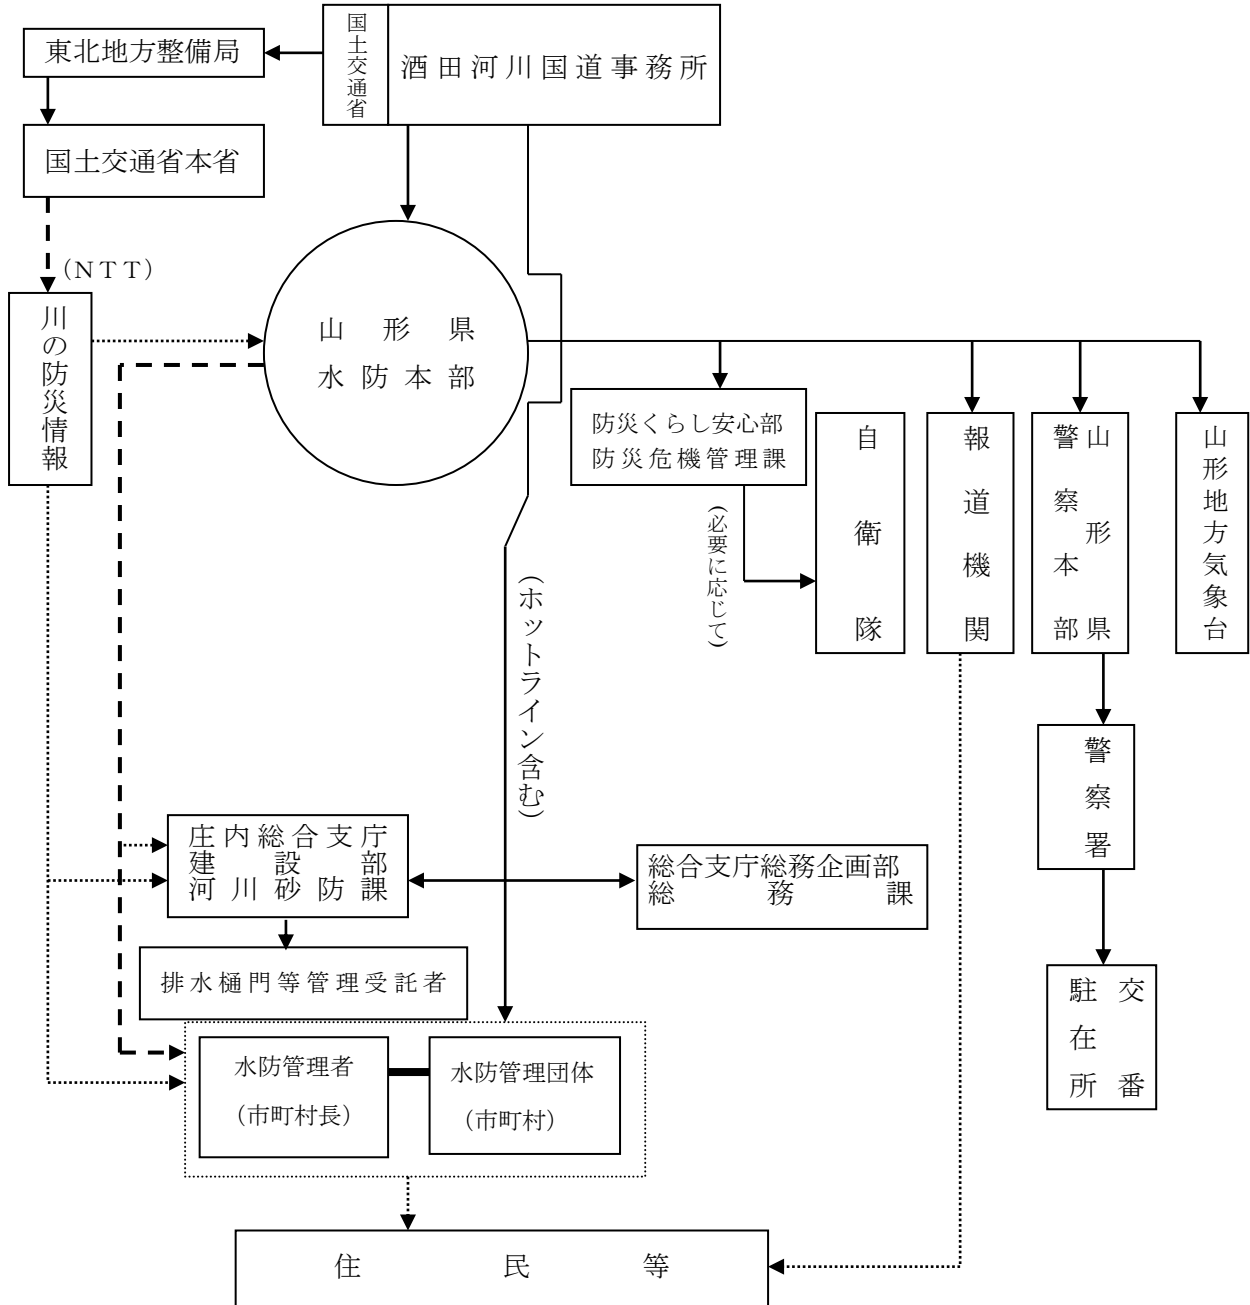 国土交通省
酒田河川国道事務所
東北地方整備局
国土交通省本省
（ＮＴＴ）
川の防災情報
山形県
水防本部
防災くらし安心部
防災危機管理課
（必要に応じて）
自衛隊
報道機関
山形県
警察本部
山形地方気象台
（ホットライン含む）
警察署
庄内総合支庁
建設部
河川砂防課
総合支庁総務企画部
総務課
排水樋門等管理受託者
交番
駐在所
水防管理者
（市町村長）
水防管理団体
（市町村）
住民等